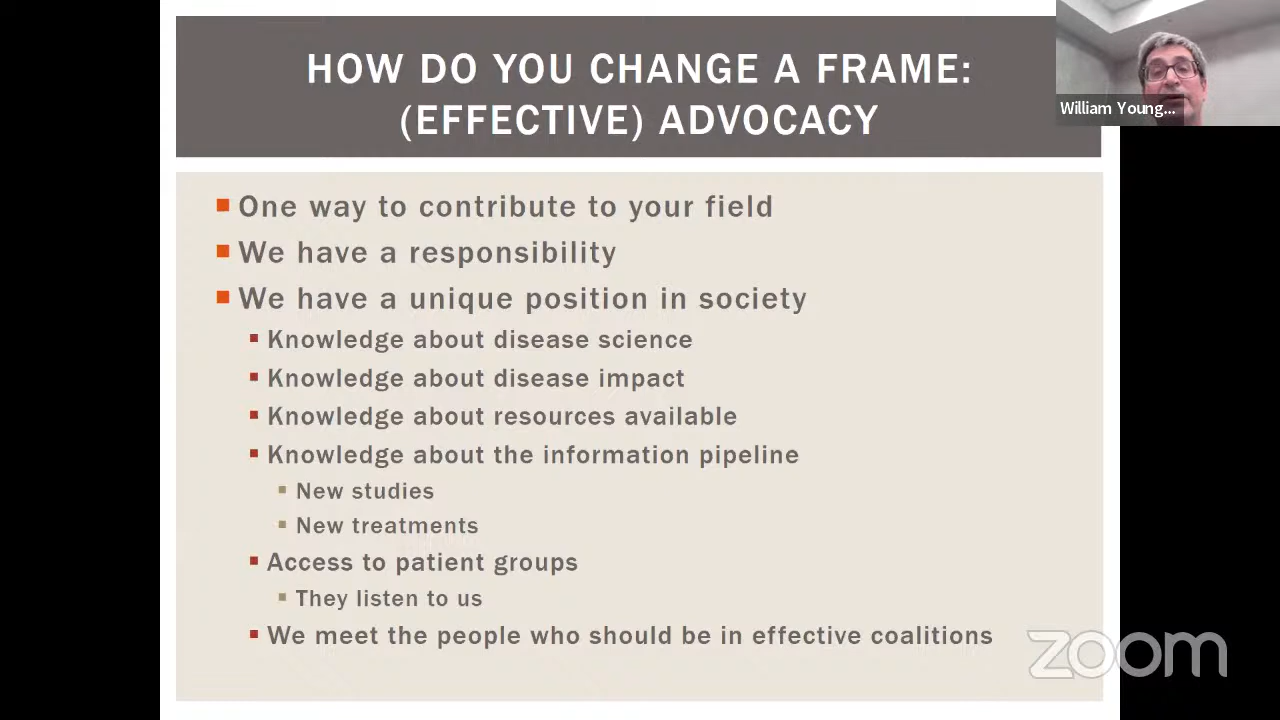 HOW DO YOU CHANGE A FRAME:
(EFFECTIVE) ADVOCACY
William Young...
One way to contribute to your field
We have a responsibility
We have a unique position in society
Knowledge about disease science
Knowledge about disease impact
Knowledge about resources available
Knowledge about the information pipeline
New studies
New treatments
Access to patient groups
They listen to us
We meet the people who should be in effective coalitions
zoom